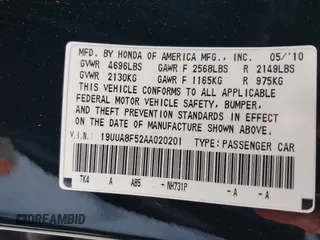 MFD. BY HONDA OF AMERICA MFG., INC. 05/'10
GVWR 4696LBS GAWR F 2568LBS R 2149LBS
GVWR 2130KG GAWR F 1165KG R 975KG
THIS VEHICLE CONFORMS TO ALL APPLICABLE
FEDERAL MOTOR VEHICLE SAFETY, BUMPER,
AND THEFT PREVENTION STANDARDS IN EFFECT
ON THE DATE OF MANUFACTURE SHOWN ABOVE.
V.I.N. 19UUA8F52AA020201 TYPE:PASSENGER CAR
TK4 A AB5 - NH731P - A - A
DREAMBID